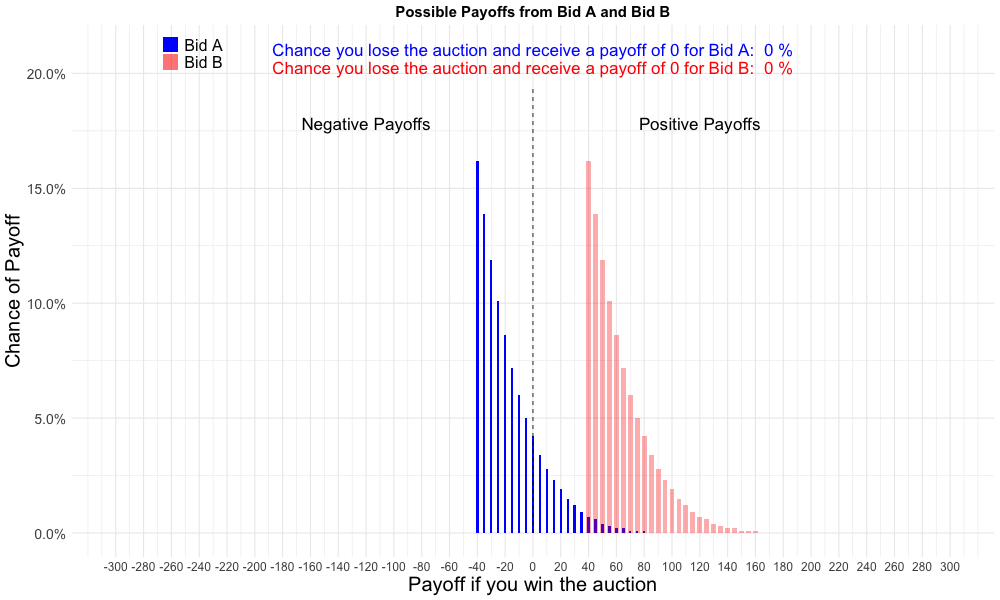 Possible Payoffs from Bid A and Bid B
Bid A
Bid B
Chance you lose the auction and receive a payoff of 0 for Bid A:  0 %
Chance you lose the auction and receive a payoff of 0 for Bid B:  0 %
Negative Payoffs
Positive Payoffs
Chance of Payoff
20.0%
15.0%
10.0%
5.0%
0.0%
-300 -280 -260 -240 -220 -200 -180 -160 -140 -120 -100 -80 -60 -40 -20 0 20 40 60 80 100 120 140 160 180 200 220 240 260 280 300
Payoff if you win the auction